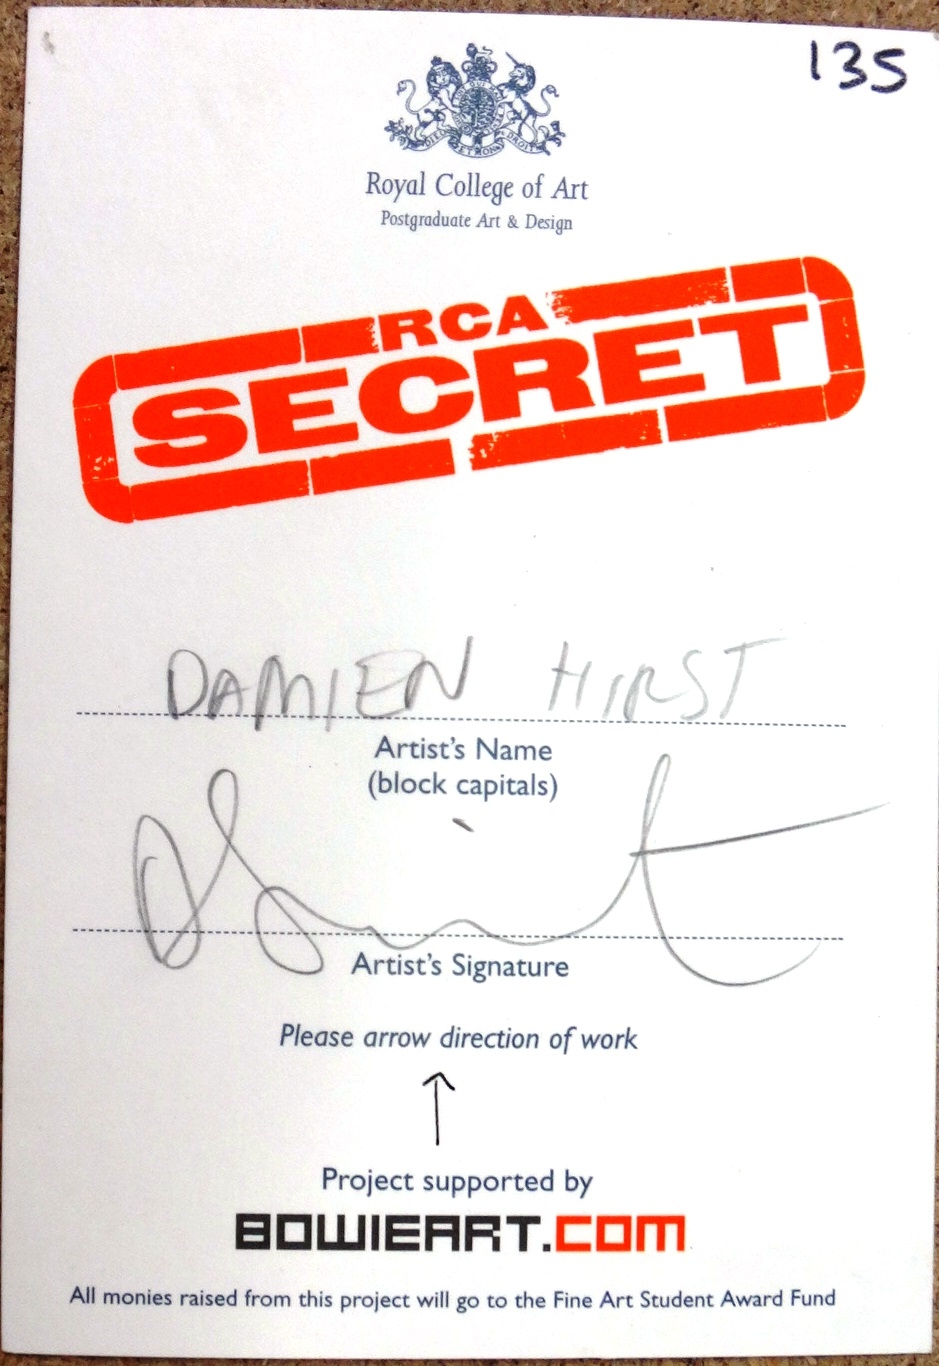 135
Royal College of Art
Postgraduate Art & Design
RCA
SECRET
DAMIEN HIRST
Artist's Name
(block capitals)
Artist's Signature
Please arrow direction of work
Project supported by
BOWIEART.COM
All monies raised from this project will go to the Fine Art Student Award Fund